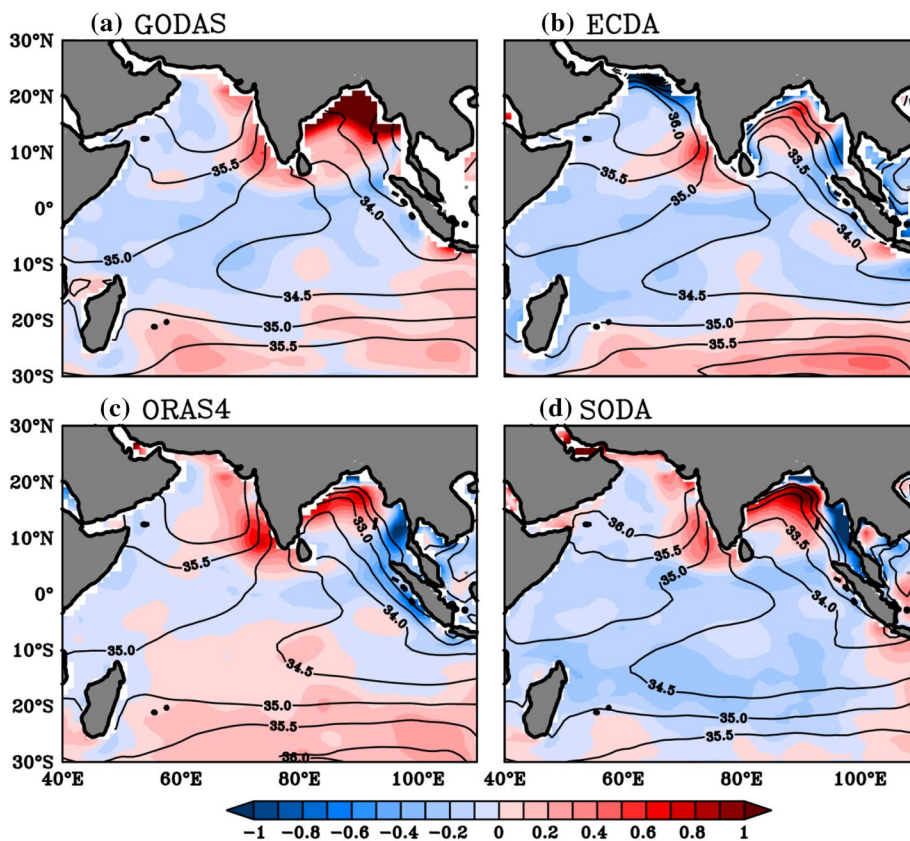 (a) GODAS
(b) ECDA
30°N
20°N
10°N
0°
10°S
20°S
30°S
35.5
35.0
34.0
34.5
35.0
35.5
36.0
35.5
35.0
33.5
34.0
34.5
35.0
35.5
(c) ORAS4
(d) SODA
30°N
20°N
10°N
0°
10°S
20°S
30°S
35.5
33.0
34.0
35.0
34.5
35.0
35.5
36.0
36.0
35.5
35.0
33.5
34.0
34.5
35.0
35.5
40°E 60°E 80°E 100°E
40°E 60°E 80°E 100°E
-1 -0.8 -0.6 -0.4 -0.2 0 0.2 0.4 0.6 0.8 1